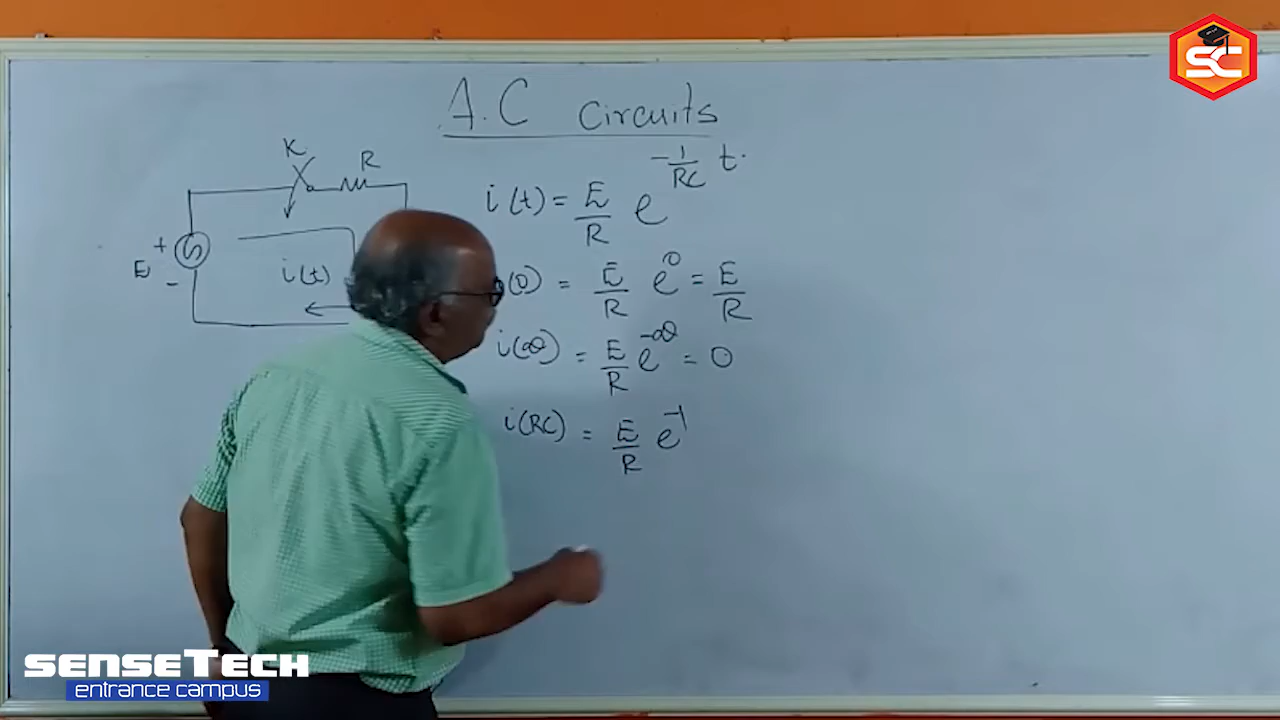 SC
A.C Circuits
K
R
E
+
-
i(t)
i(t) = E/R e^(-1/RC t)
(0) = E/R e^0 = E/R
i(∞) = E/R e^-∞ = 0
i(RC) = E/R e^-1
SENSETECH
entrance campus